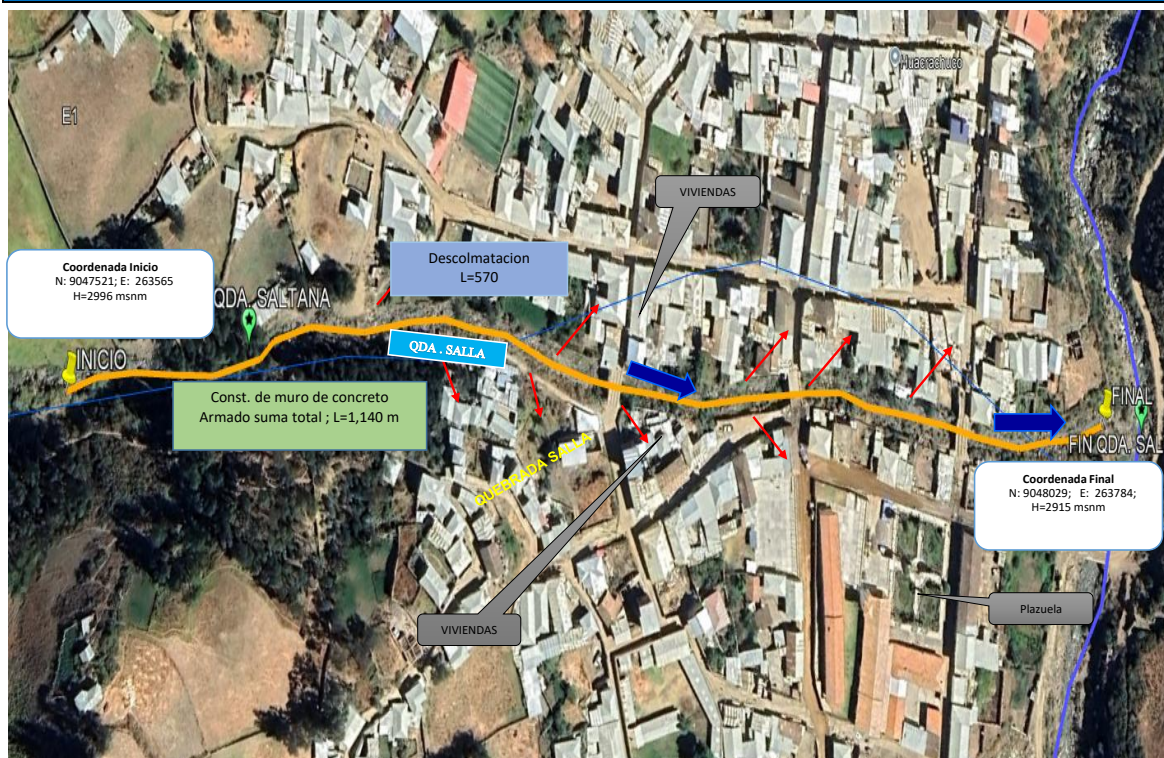 Huacrachuco
E1
VIVIENDAS
Coordenada Inicio
N: 9047521; E: 263565
H=2996 msnm
Descolmatacion
L=570
QDA. SALTANA
QDA . SALLA
INICIO
Const. de muro de concreto
Armado suma total ; L=1,140 m
FINAL
FIN QDA. SAL
QUEBRADA SALLA
Coordenada Final
N: 9048029; E: 263784;
H=2915 msnm
Plazuela
VIVIENDAS